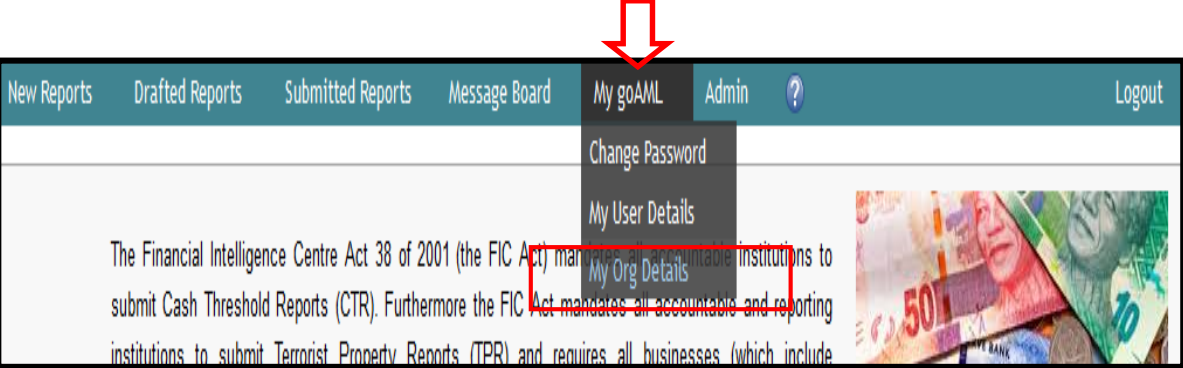 New Reports Drafted Reports Submitted Reports Message Board My goAML Admin ? Logout
Change Password
My User Details
My Org Details
The Financial Intelligence Centre Act 38 of 2001 (the FIC Act) mandates all accountable institutions to
submit Cash Threshold Reports (CTR). Furthermore the FIC Act mandates all accountable and reporting
institutions to submit Terrorist Property Reports (TPR) and requires all businesses (which include
50
10
BANK